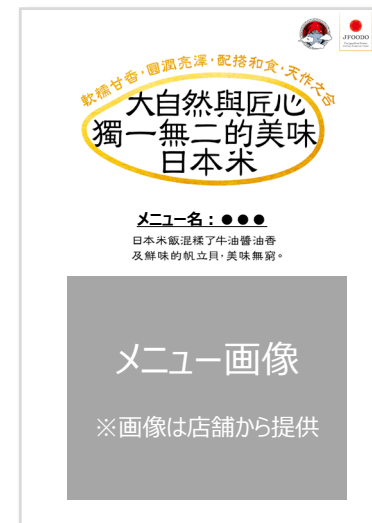 JFOODO
軟糯甘香·圓潤亮澤·配搭和食·天作之合
大自然與匠心
獨一無二的美味
日本米
メニュー名：●●●
日本米飯混糅了牛油醬油香
及鮮味的帆立貝，美味無窮。
メニュー画像
※画像は店舗から提供